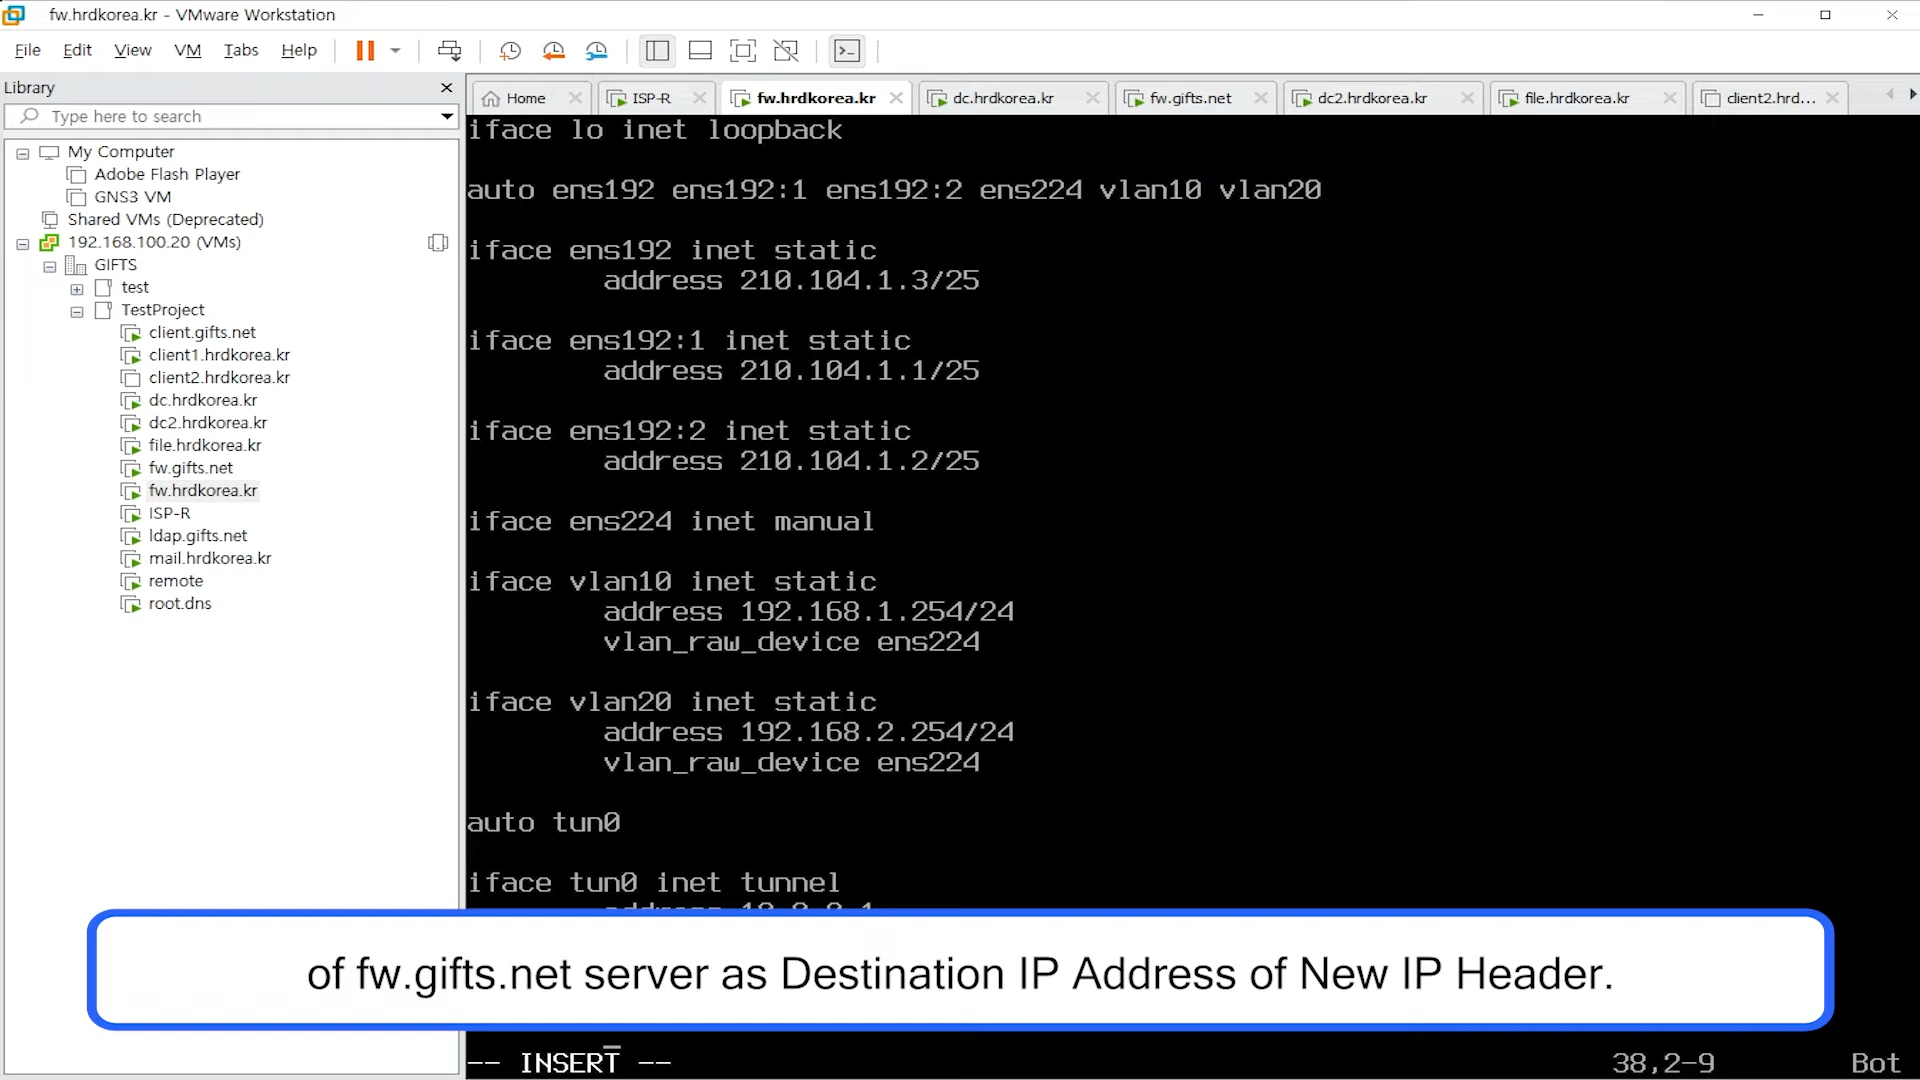 fw.hrdkorea.kr - VMware Workstation
File Edit View VM Tabs Help
Library
Type here to search
My Computer
Adobe Flash Player
GNS3 VM
Shared VMs (Deprecated)
192.168.100.20 (VMs)
GIFTS
test
TestProject
client.gifts.net
client1.hrdkorea.kr
client2.hrdkorea.kr
dc.hrdkorea.kr
dc2.hrdkorea.kr
file.hrdkorea.kr
fw.gifts.net
fw.hrdkorea.kr
ISP-R
ldap.gifts.net
mail.hrdkorea.kr
remote
root.dns
Home ISP-R fw.hrdkorea.kr dc.hrdkorea.kr fw.gifts.net dc2.hrdkorea.kr file.hrdkorea.kr client2.hrd...
iface lo inet loopback
auto ens192 ens192:1 ens192:2 ens224 vlan10 vlan20
iface ens192 inet static
address 210.104.1.3/25
iface ens192:1 inet static
address 210.104.1.1/25
iface ens192:2 inet static
address 210.104.1.2/25
iface ens224 inet manual
iface vlan10 inet static
address 192.168.1.254/24
vlan_raw_device ens224
iface vlan20 inet static
address 192.168.2.254/24
vlan_raw_device ens224
auto tun0
iface tun0 inet tunnel
of fw.gifts.net server as Destination IP Address of New IP Header.
-- INSERT -- 38,2-9 Bot